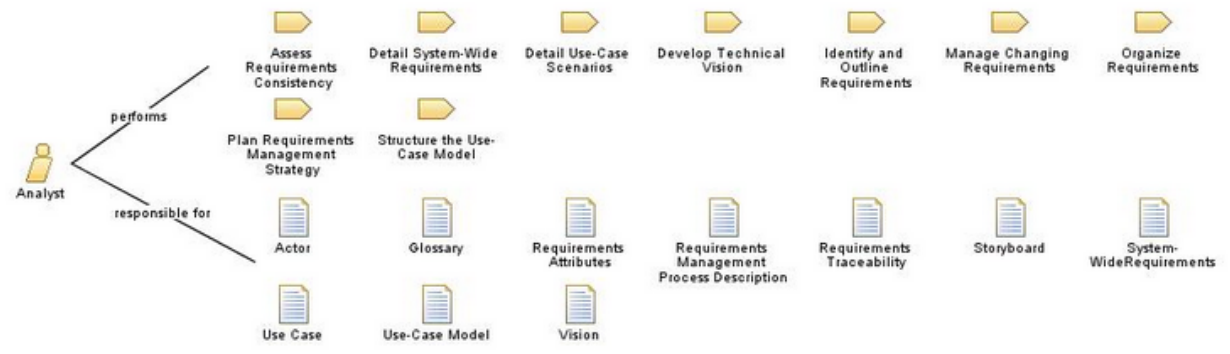 Assess
Requirements
Consistency
Detail System-Wide
Requirements
Detail Use-Case
Scenarios
Develop Technical
Vision
Identify and
Outline
Requirements
Manage Changing
Requirements
Organize
Requirements
performs
Plan Requirements
Management
Strategy
Structure the Use-
Case Model
Analyst
responsible for
Actor
Glossary
Requirements
Attributes
Requirements
Management
Process Description
Requirements
Traceability
Storyboard
System-
WideRequirements
Use Case
Use-Case Model
Vision